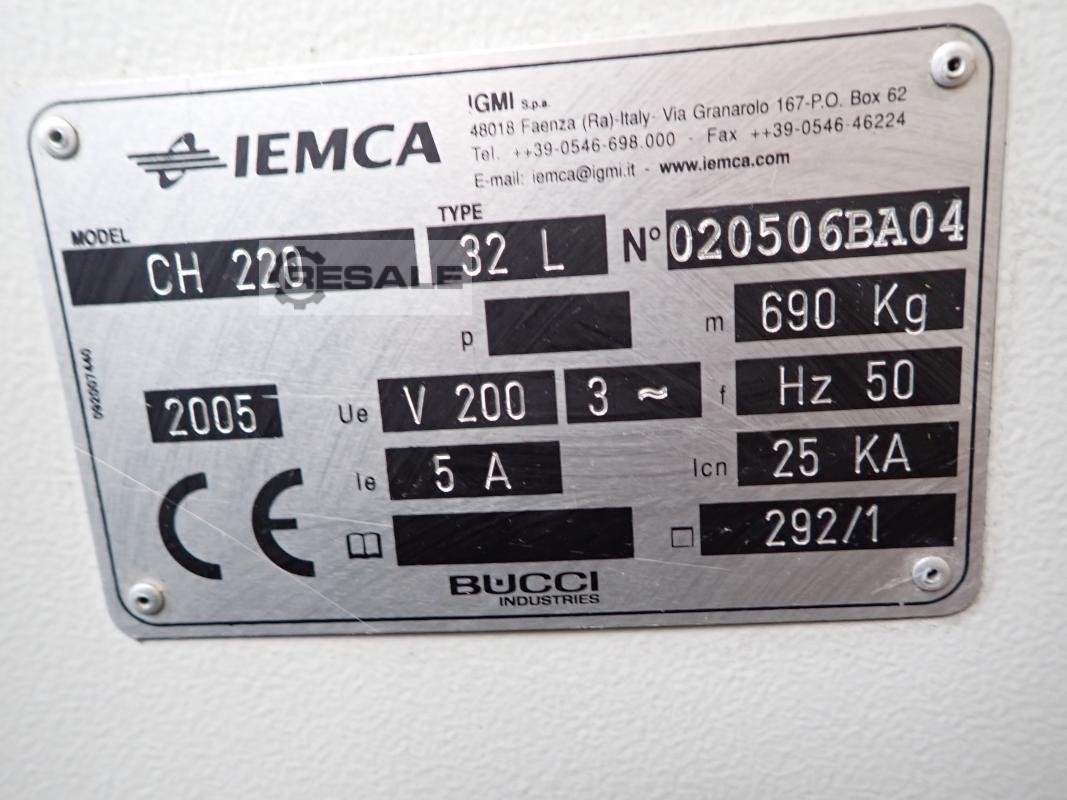 IEMCA
IGMI S.p.a.
48018 Faenza (Ra)-Italy- Via Granarolo 167-P.O. Box 62
Tel. ++39-0546-698.000 - Fax ++39-0546-46224
E-mail: iemca@igmi.it - www.iemca.com
MODEL CH 220
TYPE 32 L
N° 020506BA04
RESALE
p
m 690 Kg
2005
Ue V 200 3 ~
f Hz 50
Ie 5 A
Icn 25 KA
CE
292/1
BUCCI
INDUSTRIES